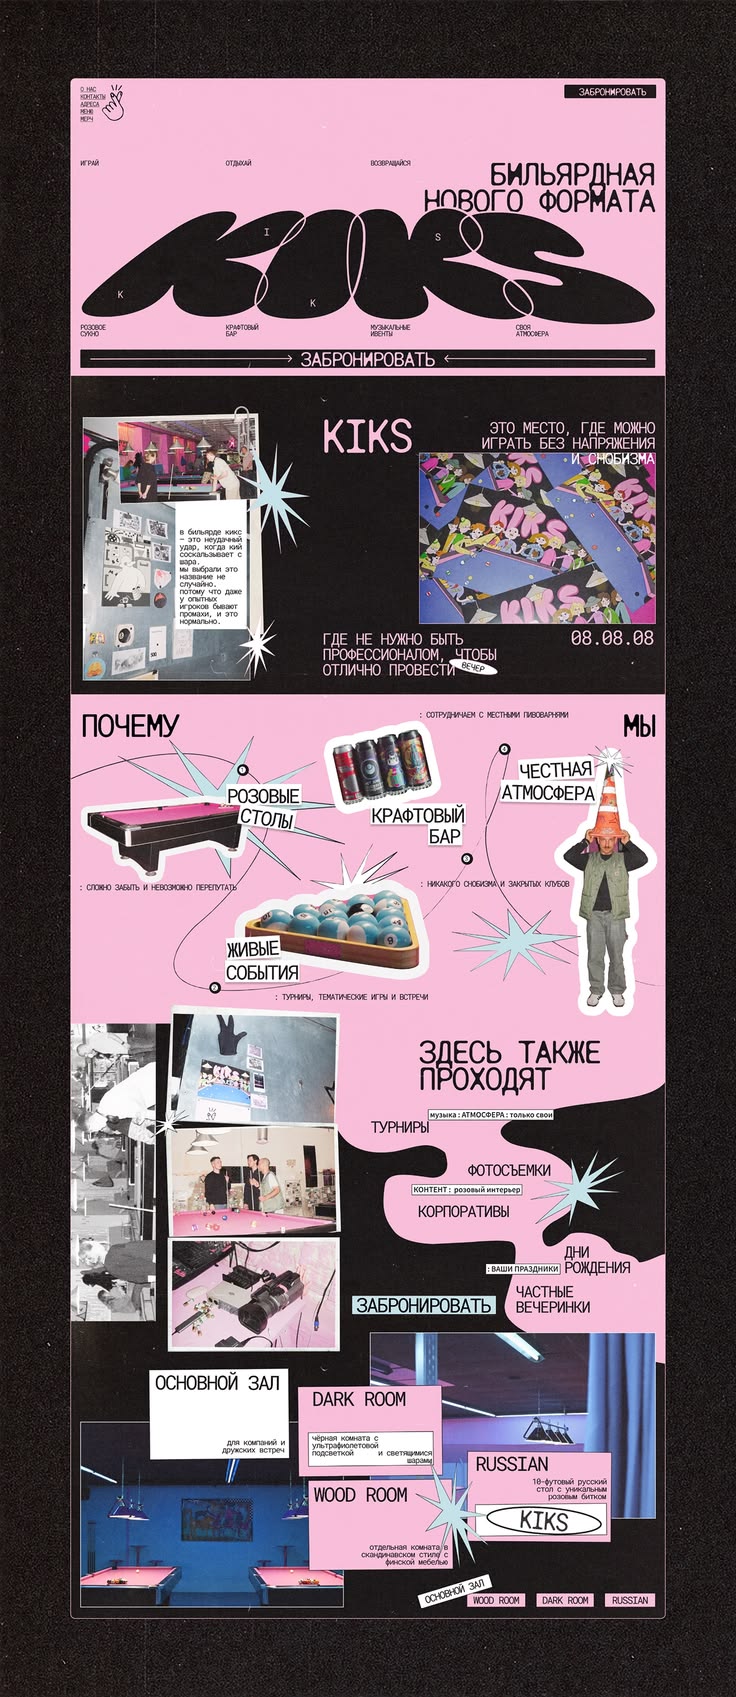 О НАС
КОНТАКТЫ
АДРЕСА
МЕНЮ
МЕРЧ
ЗАБРОНИРОВАТЬ
ИГРАЙ
ОТДЫХАЙ
ВОЗВРАЩАЙСЯ
БИЛЬЯРДНАЯ
НОВОГО ФОРМАТА
KIKS
K
I
K
S
РОЗОВОЕ
СУКНО
КРАФТОВЫЙ
БАР
МУЗЫКАЛЬНЫЕ
ИВЕНТЫ
СВОЯ
АТМОСФЕРА
ЗАБРОНИРОВАТЬ
KIKS
ЭТО МЕСТО, ГДЕ МОЖНО
ИГРАТЬ БЕЗ НАПРЯЖЕНИЯ
И СНОБИЗМА
в бильярде кикс
– это неудачный
удар, когда кий
соскальзывает с
шара.
мы выбрали это
название не
случайно.
потому что даже
у опытных
игроков бывают
промахи, и это
нормально.
KIKS
KIKS
ГДЕ НЕ НУЖНО БЫТЬ
ПРОФЕССИОНАЛОМ, ЧТОБЫ
ОТЛИЧНО ПРОВЕСТИ
ВЕЧЕР
08.08.08
ПОЧЕМУ
МЫ
: СОТРУДНИЧАЕМ С МЕСТНЫМИ ПИВОВАРНЯМИ
РОЗОВЫЕ
СТОЛЫ
КРАФТОВЫЙ
БАР
ЧЕСТНАЯ
АТМОСФЕРА
: СЛОЖНО ЗАБЫТЬ И НЕВОЗМОЖНО ПЕРЕПУТАТЬ
: НИКАКОГО СНОБИЗМА И ЗАКРЫТЫХ КЛУБОВ
ЖИВЫЕ
СОБЫТИЯ
: ТУРНИРЫ, ТЕМАТИЧЕСКИЕ ИГРЫ И ВСТРЕЧИ
ЗДЕСЬ ТАКЖЕ
ПРОХОДЯТ
музыка : АТМОСФЕРА : только свои
ТУРНИРЫ
ФОТОСЪЕМКИ
КОНТЕНТ : розовый интерьер
КОРПОРАТИВЫ
ДНИ
РОЖДЕНИЯ
: ВАШИ ПРАЗДНИКИ
ЧАСТНЫЕ
ВЕЧЕРИНКИ
ЗАБРОНИРОВАТЬ
ОСНОВНОЙ ЗАЛ
для компаний и
дружских встреч
DARK ROOM
чёрная комната с
ультрафиолетовой
подсветкой и светящимися
шарами
WOOD ROOM
отдельная комната в
скандинавском стиле с
финской мебелью
RUSSIAN
10-футовый русский
стол с уникальным
розовым битком
KIKS
ОСНОВНОЙ ЗАЛ
WOOD ROOM
DARK ROOM
RUSSIAN